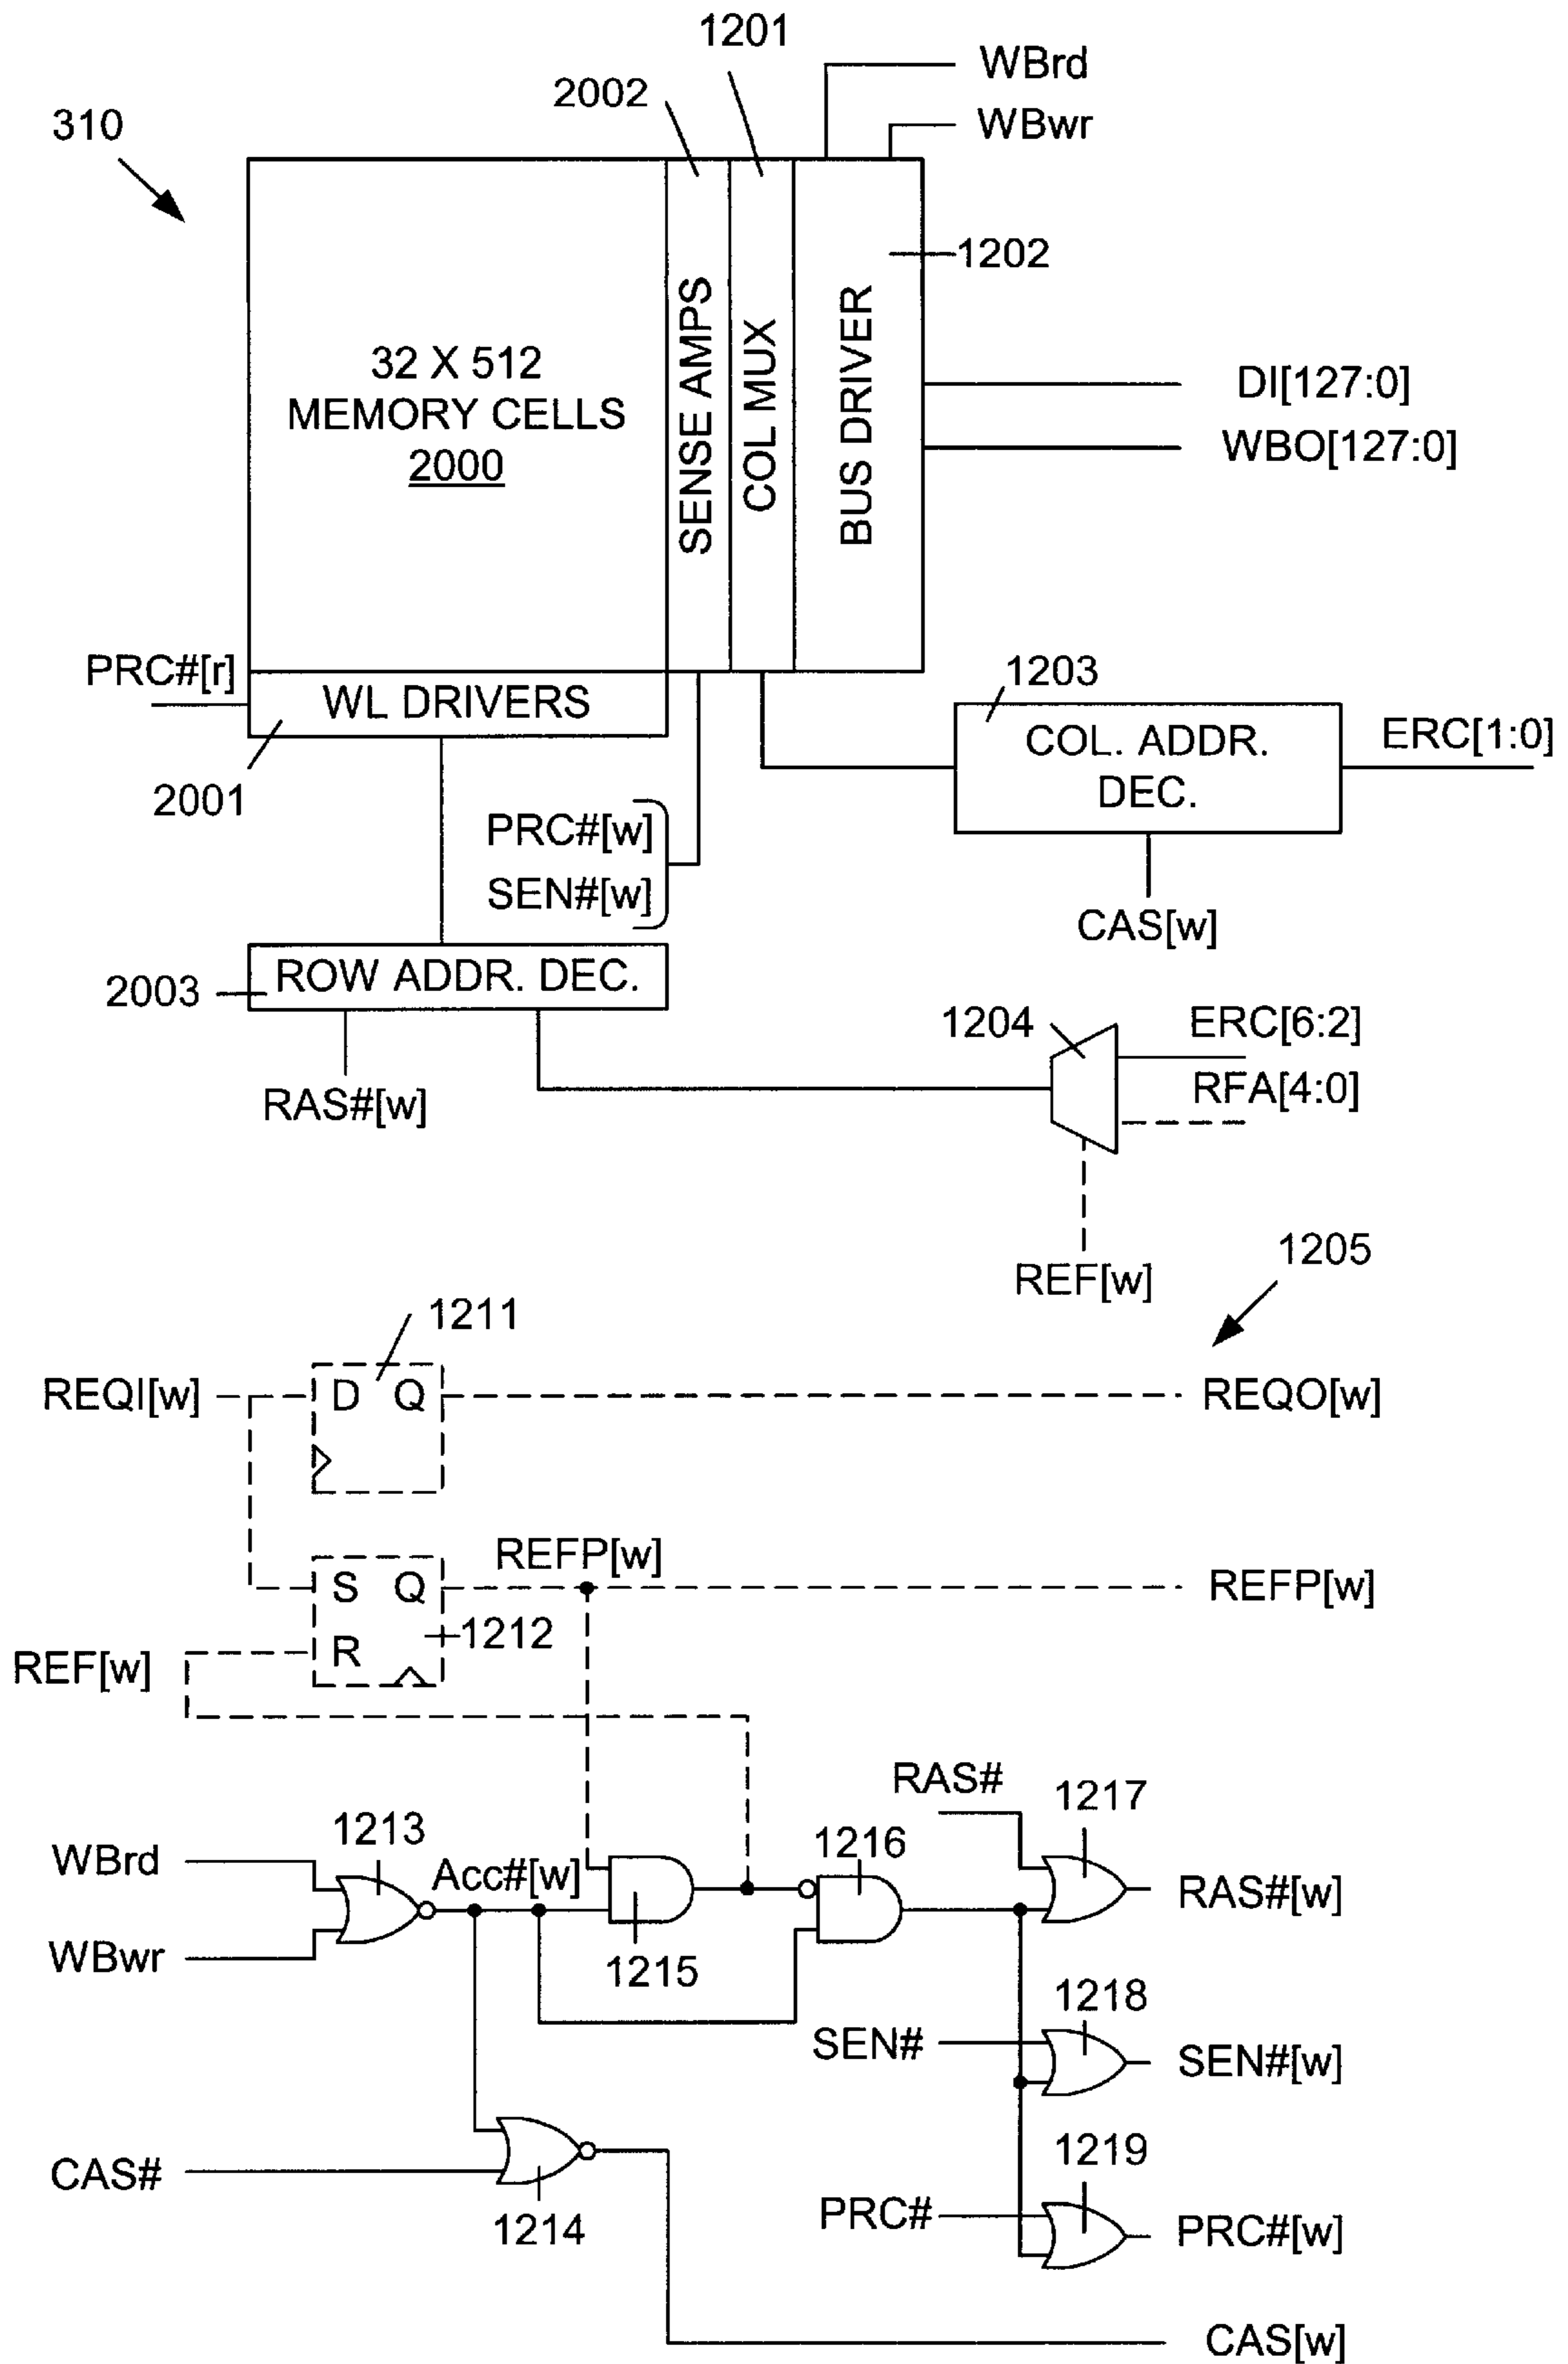 1201
WBrd
2002
WBwr
310
1202
32 X 512
MEMORY CELLS
2000
SENSE AMPS
COL MUX
BUS DRIVER
DI[127:0]
WBO[127:0]
PRC#[r]
WL DRIVERS
1203
COL. ADDR.
DEC.
ERC[1:0]
2001
PRC#[w]
SEN#[w]
CAS[w]
2003
ROW ADDR. DEC.
1204
ERC[6:2]
RFA[4:0]
RAS#[w]
REF[w]
1205
1211
REQI[w]
D Q
REQO[w]
REFP[w]
S Q
REFP[w]
R
1212
REF[w]
RAS#
1217
1213
1216
WBrd
Acc#[w]
RAS#[w]
WBwr
1215
1218
SEN#
SEN#[w]
1219
CAS#
1214
PRC#
PRC#[w]
CAS[w]